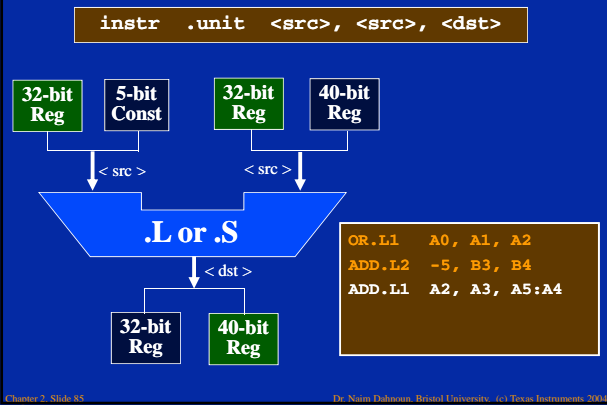 instr .unit <src>, <src>, <dst>
32-bit Reg
5-bit Const
32-bit Reg
40-bit Reg
< src >
< src >
.L or .S
< dst >
32-bit Reg
40-bit Reg
OR.L1 A0, A1, A2
ADD.L2 -5, B3, B4
ADD.L1 A2, A3, A5:A4
Chapter 2, Slide 85
Dr. Naim Dahnoun, Bristol University, (c) Texas Instruments 2004